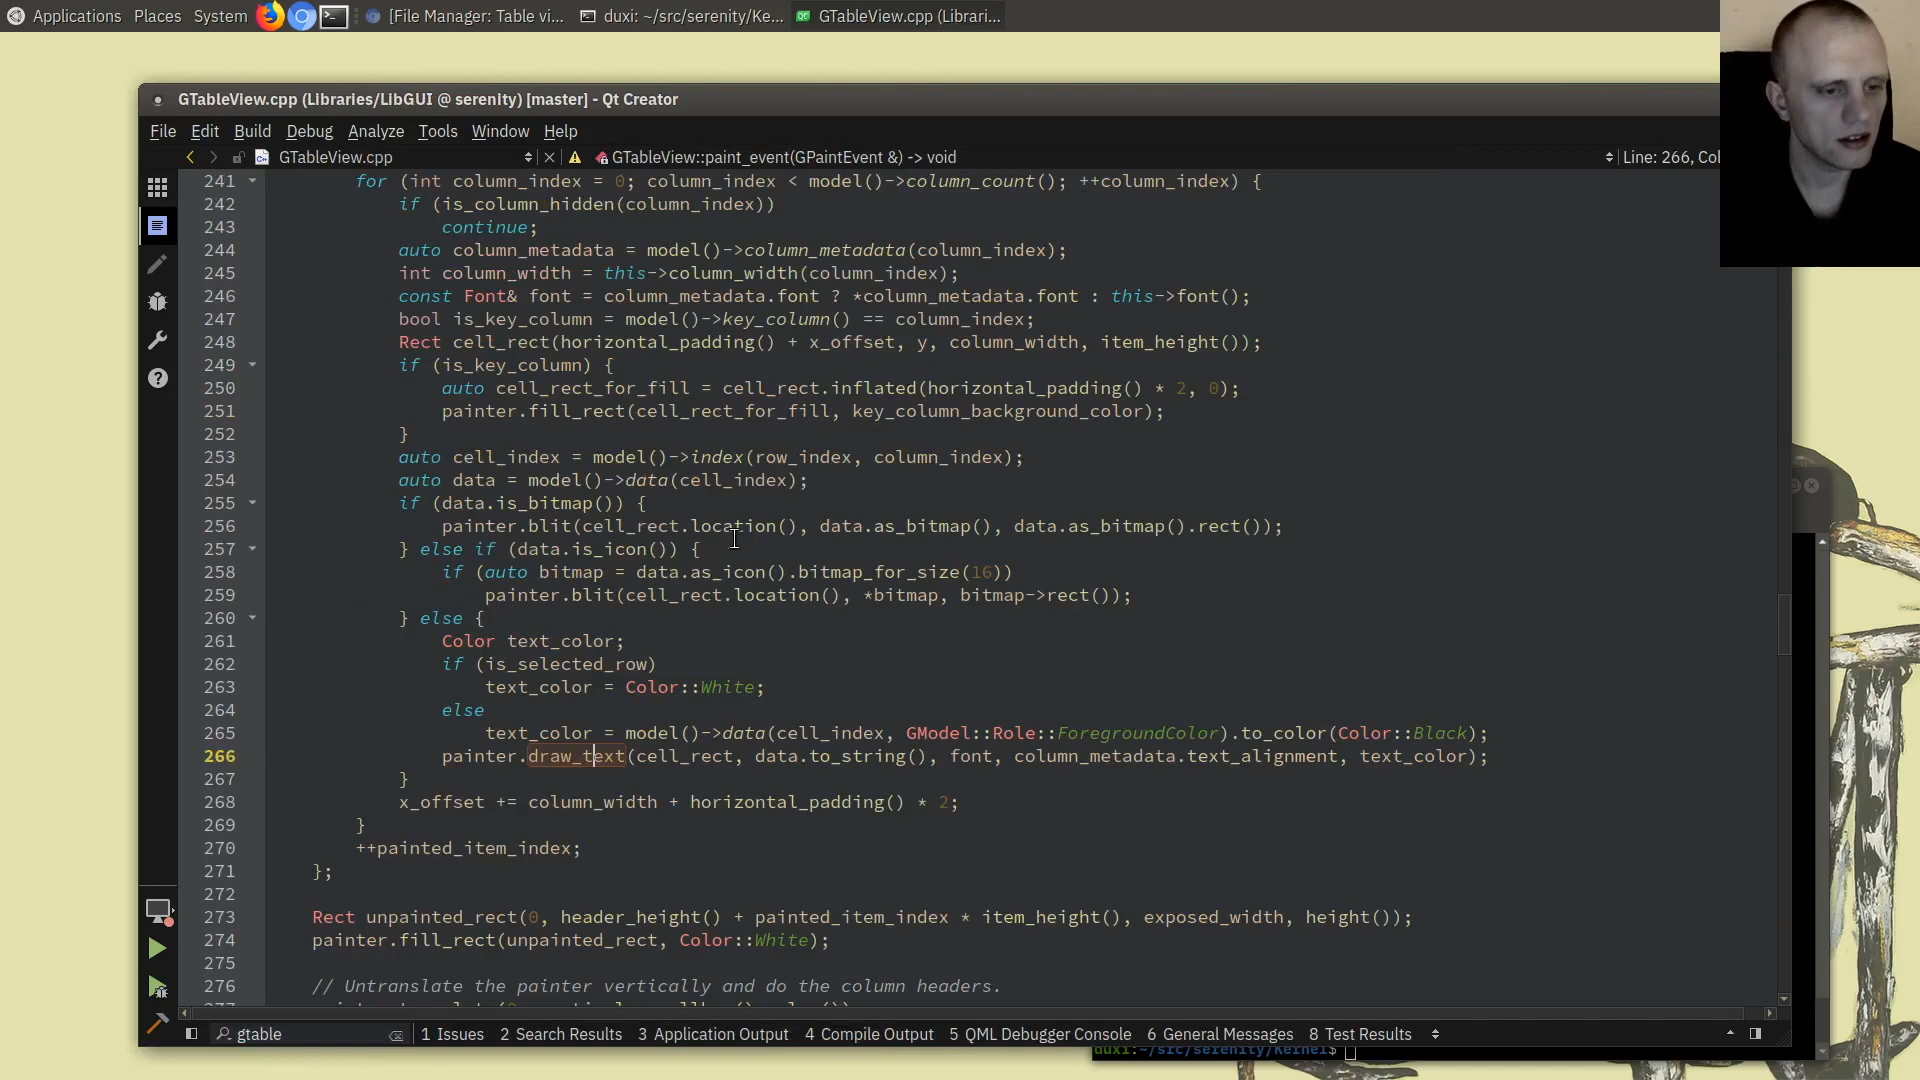 Applications Places System [File Manager: Table vi... duxi: ~/src/serenity/Ke... GTableView.cpp (Librari...
GTableView.cpp (Libraries/LibGUI @ serenity) [master] - Qt Creator
File Edit Build Debug Analyze Tools Window Help
GTableView.cpp GTableView::paint_event(GPaintEvent &) -> void Line: 266, Col
241 for (int column_index = 0; column_index < model()->column_count(); ++column_index) {
242 if (is_column_hidden(column_index))
243 continue;
244 auto column_metadata = model()->column_metadata(column_index);
245 int column_width = this->column_width(column_index);
246 const Font& font = column_metadata.font ? *column_metadata.font : this->font();
247 bool is_key_column = model()->key_column() == column_index;
248 Rect cell_rect(horizontal_padding() + x_offset, y, column_width, item_height());
249 if (is_key_column) {
250 auto cell_rect_for_fill = cell_rect.inflated(horizontal_padding() * 2, 0);
251 painter.fill_rect(cell_rect_for_fill, key_column_background_color);
252 }
253 auto cell_index = model()->index(row_index, column_index);
254 auto data = model()->data(cell_index);
255 if (data.is_bitmap()) {
256 painter.blit(cell_rect.location(), data.as_bitmap(), data.as_bitmap().rect());
257 } else if (data.is_icon()) {
258 if (auto bitmap = data.as_icon().bitmap_for_size(16))
259 painter.blit(cell_rect.location(), *bitmap, bitmap->rect());
260 } else {
261 Color text_color;
262 if (is_selected_row)
263 text_color = Color::White;
264 else
265 text_color = model()->data(cell_index, GModel::Role::ForegroundColor).to_color(Color::Black);
266 painter.draw_text(cell_rect, data.to_string(), font, column_metadata.text_alignment, text_color);
267 }
268 x_offset += column_width + horizontal_padding() * 2;
269 }
270 ++painted_item_index;
271 };
272
273 Rect unpainted_rect(0, header_height() + painted_item_index * item_height(), exposed_width, height());
274 painter.fill_rect(unpainted_rect, Color::White);
275
276 // Untranslate the painter vertically and do the column headers.
gtable 1 Issues 2 Search Results 3 Application Output 4 Compile Output 5 QML Debugger Console 6 General Messages 8 Test Results
duxi:~/src/serenity/Kernel$